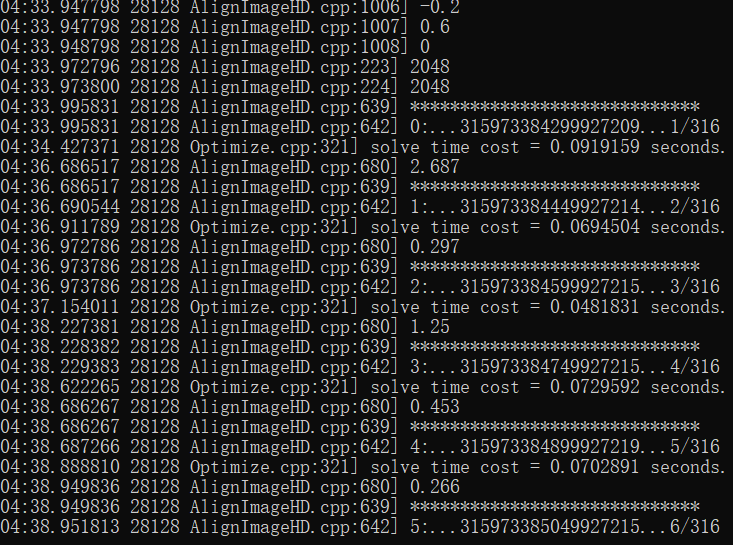 04:33.947798 28128 AlignImageHD.cpp:1006] -0.2
04:33.947798 28128 AlignImageHD.cpp:1007] 0.6
04:33.948798 28128 AlignImageHD.cpp:1008] 0
04:33.972796 28128 AlignImageHD.cpp:223] 2048
04:33.973800 28128 AlignImageHD.cpp:224] 2048
04:33.995831 28128 AlignImageHD.cpp:639] *****************************
04:33.995831 28128 AlignImageHD.cpp:642] 0:...315973384299927209...1/316
04:34.427371 28128 Optimize.cpp:321] solve time cost = 0.0919159 seconds.
04:36.686517 28128 AlignImageHD.cpp:680] 2.687
04:36.686517 28128 AlignImageHD.cpp:639] *****************************
04:36.690544 28128 AlignImageHD.cpp:642] 1:...315973384449927214...2/316
04:36.911789 28128 Optimize.cpp:321] solve time cost = 0.0694504 seconds.
04:36.972786 28128 AlignImageHD.cpp:680] 0.297
04:36.973786 28128 AlignImageHD.cpp:639] *****************************
04:36.973786 28128 AlignImageHD.cpp:642] 2:...315973384599927215...3/316
04:37.154011 28128 Optimize.cpp:321] solve time cost = 0.0481831 seconds.
04:38.227381 28128 AlignImageHD.cpp:680] 1.25
04:38.228382 28128 AlignImageHD.cpp:639] *****************************
04:38.229383 28128 AlignImageHD.cpp:642] 3:...315973384749927215...4/316
04:38.622265 28128 Optimize.cpp:321] solve time cost = 0.0729592 seconds.
04:38.686267 28128 AlignImageHD.cpp:680] 0.453
04:38.686267 28128 AlignImageHD.cpp:639] *****************************
04:38.687266 28128 AlignImageHD.cpp:642] 4:...315973384899927219...5/316
04:38.888810 28128 Optimize.cpp:321] solve time cost = 0.0702891 seconds.
04:38.949836 28128 AlignImageHD.cpp:680] 0.266
04:38.949836 28128 AlignImageHD.cpp:639] *****************************
04:38.951813 28128 AlignImageHD.cpp:642] 5:...315973385049927215...6/316